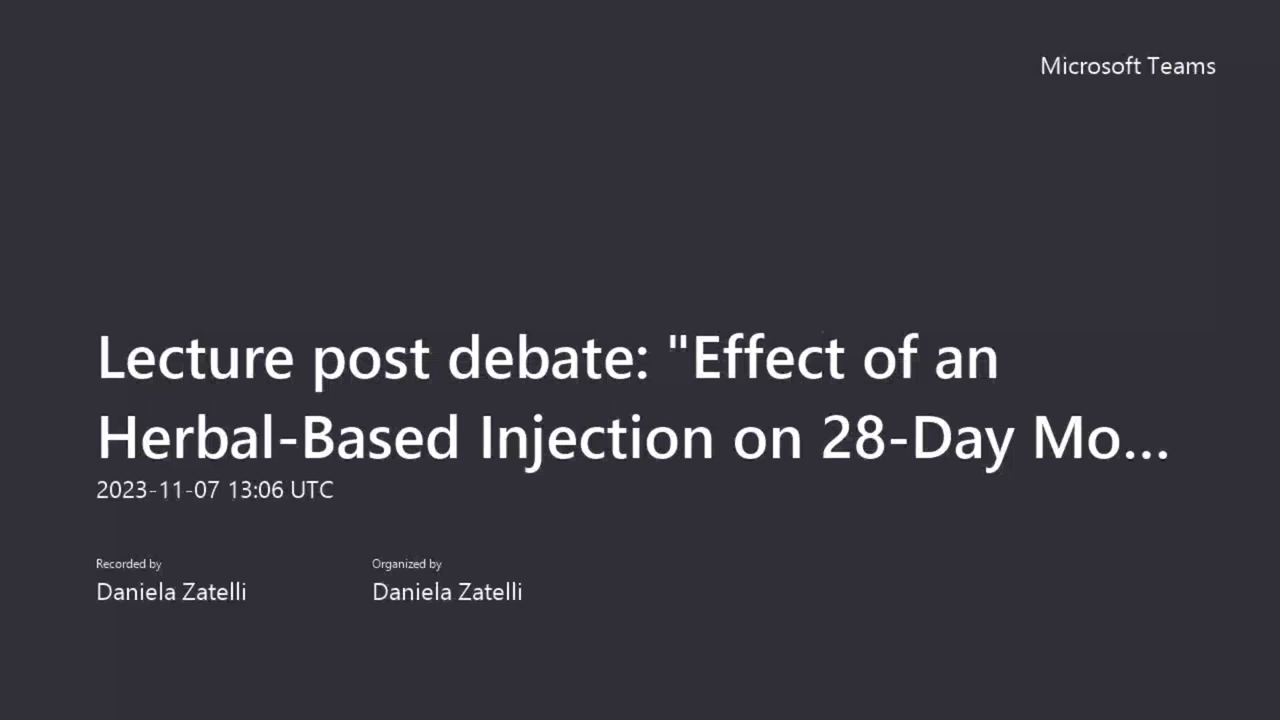 Microsoft Teams
Lecture post debate: "Effect of an
Herbal-Based Injection on 28-Day Mo...
2023-11-07 13:06 UTC
Recorded by
Organized by
Daniela Zatelli
Daniela Zatelli